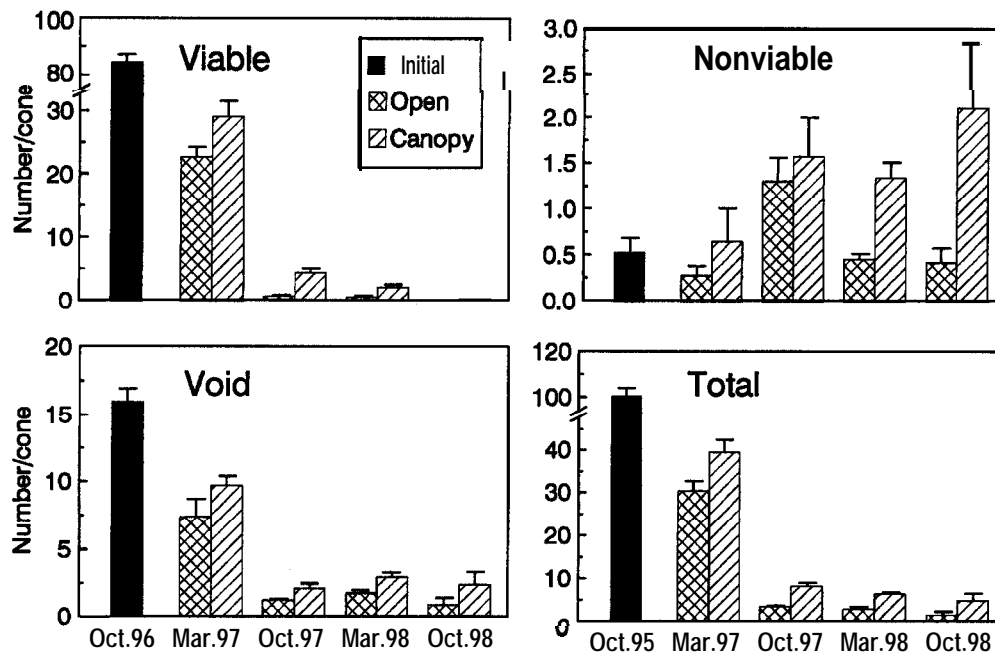 Viable
Number/cone
100
80
30
20
10
0
Initial
Open
Canopy
Nonviable
3.0
2.5
2.0
1.5
1.0
0.5
0.0
Void
Number/cone
20
15
10
5
0
Oct.96 Mar.97 Oct.97 Mar.98 Oct.98
Total
120
100
40
30
20
10
0
Oct.95 Mar.97 Oct.97 Mar.98 Oct.98